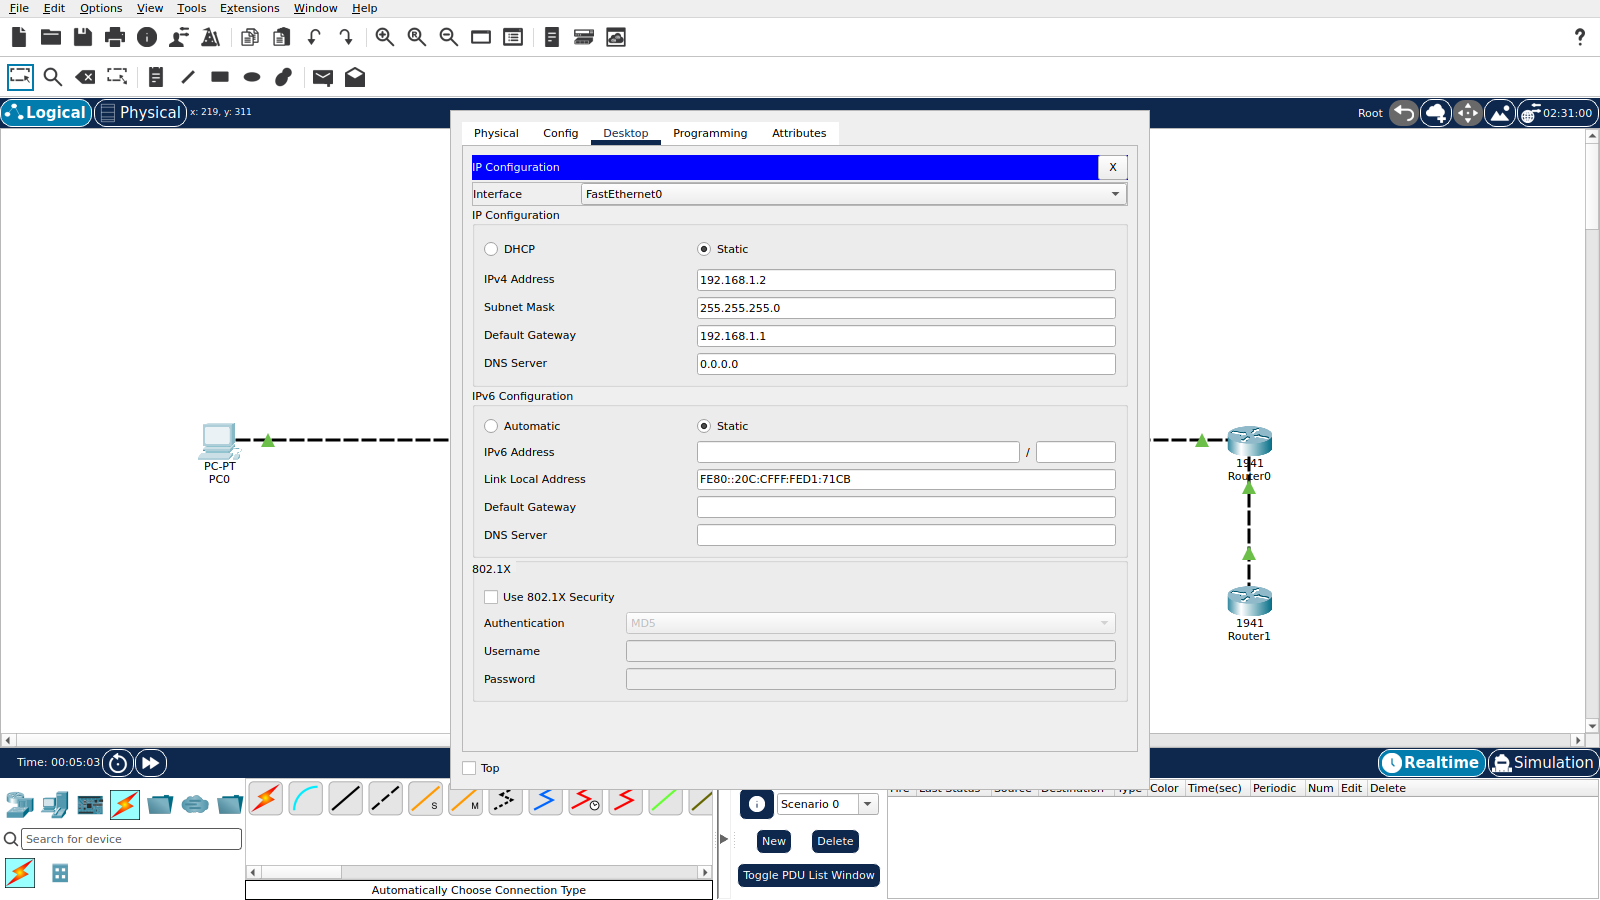 File Edit Options View Tools Extensions Window Help
?
Logical Physical x: 219, y: 311
Root 02:31:00
Physical Config Desktop Programming Attributes
IP Configuration X
Interface FastEthernet0
IP Configuration
DHCP Static
IPv4 Address 192.168.1.2
Subnet Mask 255.255.255.0
Default Gateway 192.168.1.1
DNS Server 0.0.0.0
IPv6 Configuration
Automatic Static
IPv6 Address /
Link Local Address FE80::20C:CFFF:FED1:71CB
Default Gateway
DNS Server
802.1X
Use 802.1X Security
Authentication MD5
Username
Password
Top
PC-PT
PC0
1941
Router0
1941
Router1
Time: 00:05:03
Realtime Simulation
Search for device
S M
Automatically Choose Connection Type
Scenario 0
New Delete
Toggle PDU List Window
Fire Last Status Source Destination Type Color Time(sec) Periodic Num Edit Delete